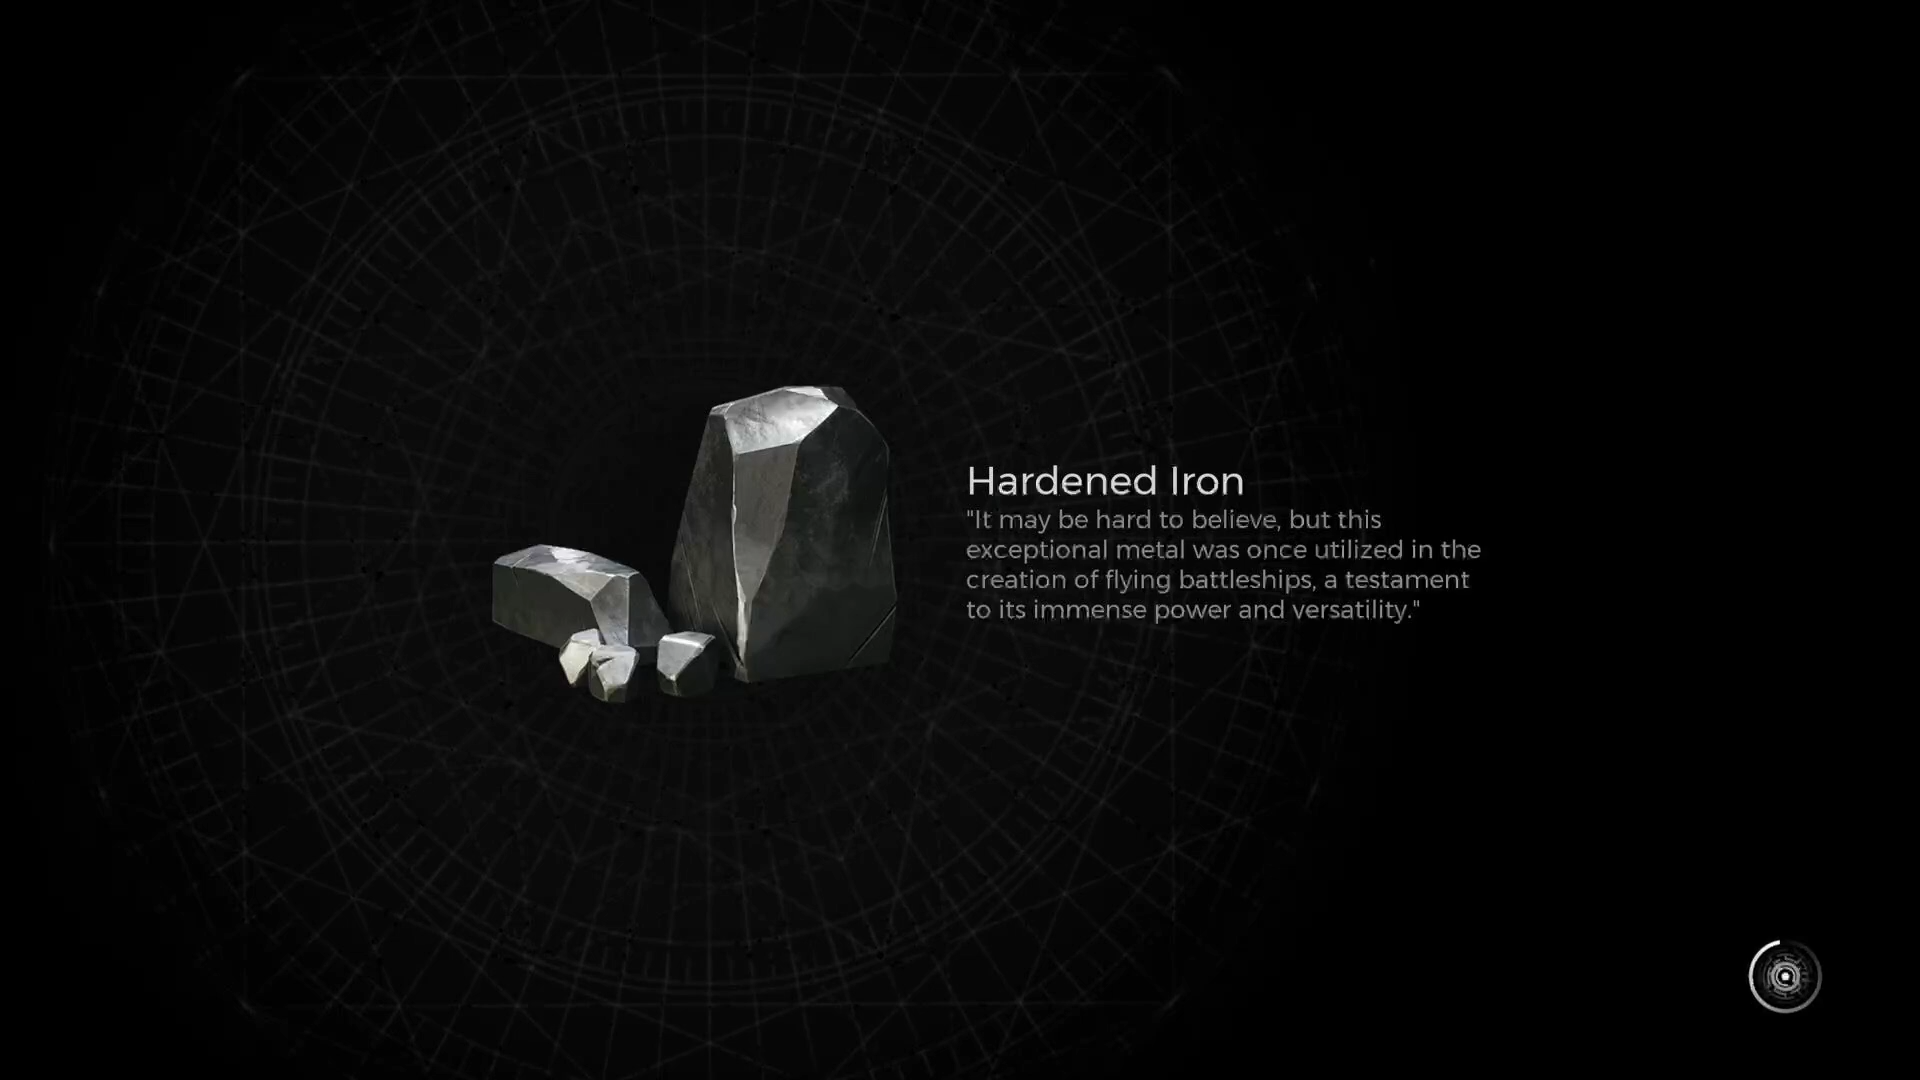 Hardened Iron
"It may be hard to believe, but this
exceptional metal was once utilized in the
creation of flying battleships, a testament
to its immense power and versatility."